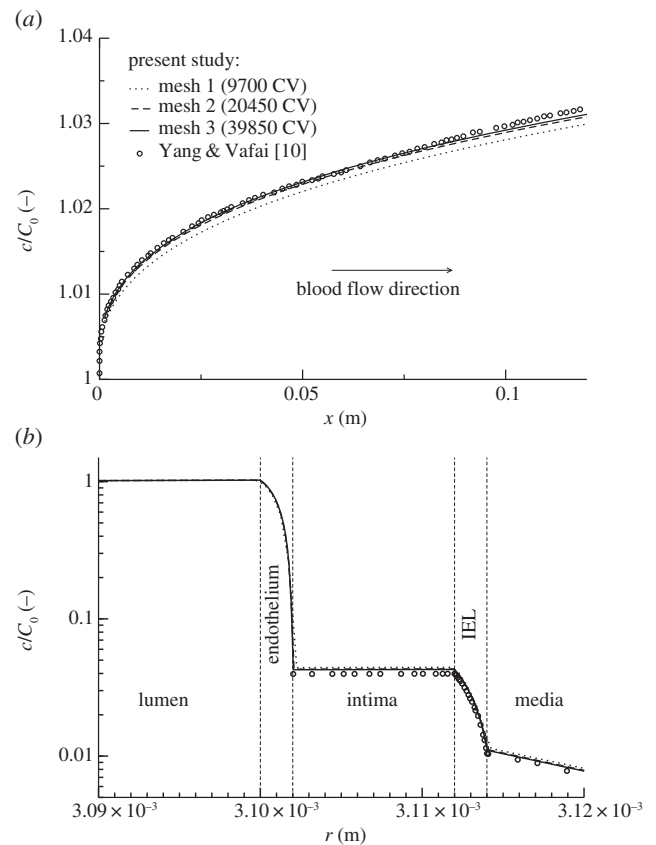 (a)
1.04
present study:
mesh 1 (9700 CV)
mesh 2 (20450 CV)
1.03
mesh 3 (39850 CV)
Yang & Vafai [10]
c/C0 (–)
1.02
1.01
blood flow direction
1
0
0.05
0.1
x (m)
(b)
1
c/C0 (–)
0.1
endothelium
IEL
lumen
intima
media
0.01
3.09 × 10⁻³
3.10 × 10⁻³
3.11 × 10⁻³
3.12 × 10⁻³
r (m)